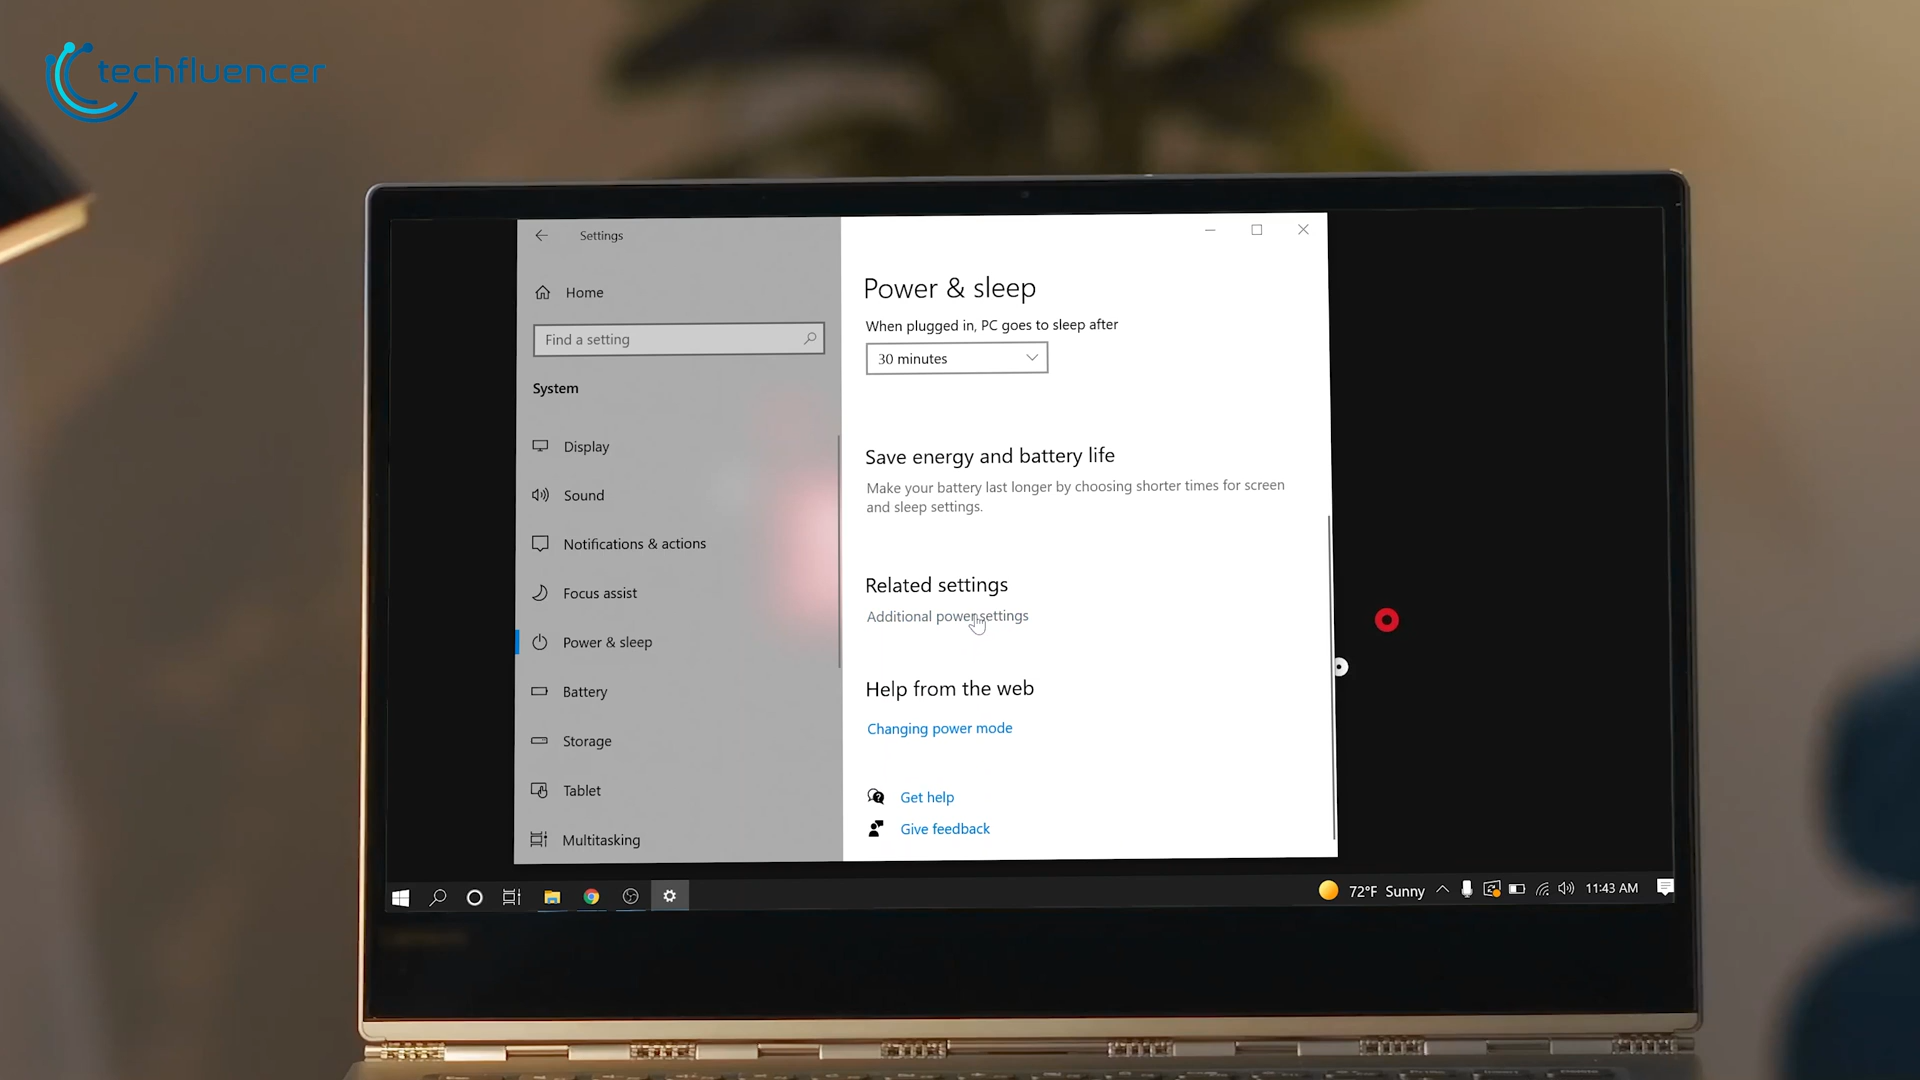 techfluencer
Settings
Home
Find a setting
System
Display
Sound
Notifications & actions
Focus assist
Power & sleep
Battery
Storage
Tablet
Multitasking
Power & sleep
When plugged in, PC goes to sleep after
30 minutes
Save energy and battery life
Make your battery last longer by choosing shorter times for screen
and sleep settings.
Related settings
Additional power settings
Help from the web
Changing power mode
Get help
Give feedback
72°F Sunny
11:43 AM